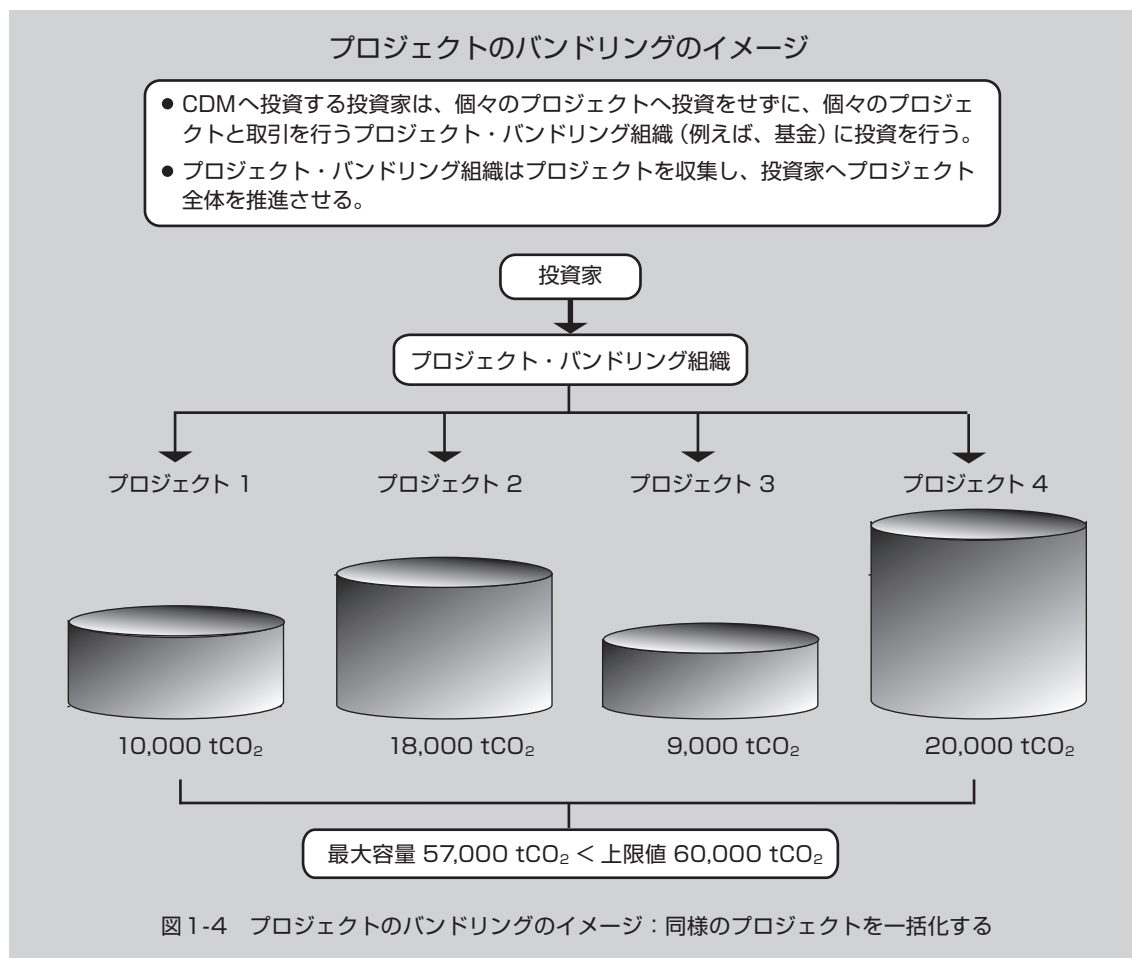 プロジェクトのバンドリングのイメージ
● CDMへ投資する投資家は、個々のプロジェクトへ投資をせずに、個々のプロジェ
クトと取引を行うプロジェクト・バンドリング組織（例えば、基金）に投資を行う。
● プロジェクト・バンドリング組織はプロジェクトを収集し、投資家へプロジェクト
全体を推進させる。
投資家
プロジェクト・バンドリング組織
プロジェクト 1
プロジェクト 2
プロジェクト 3
プロジェクト 4
10,000 tCO₂
18,000 tCO₂
9,000 tCO₂
20,000 tCO₂
最大容量 57,000 tCO₂ < 上限値 60,000 tCO₂
図1-4　プロジェクトのバンドリングのイメージ：同様のプロジェクトを一括化する